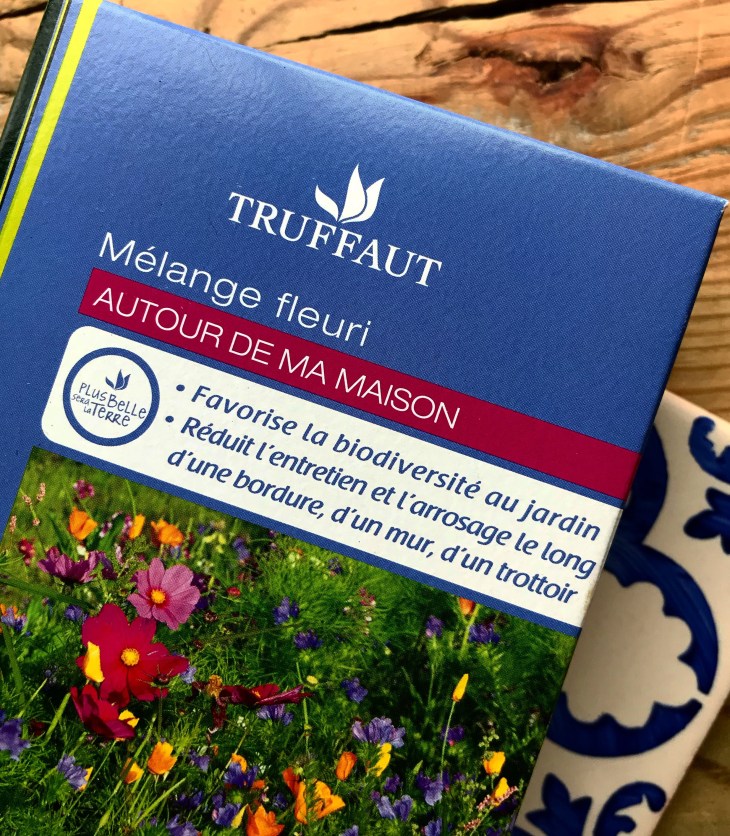 TRUFFAUT
Mélange fleuri
AUTOUR DE MA MAISON
PLUS BELLE
SERA
la TERRE
• Favorise la biodiversité au jardin
• Réduit l'entretien et l'arrosage le long
d'une bordure, d'un mur, d'un trottoir